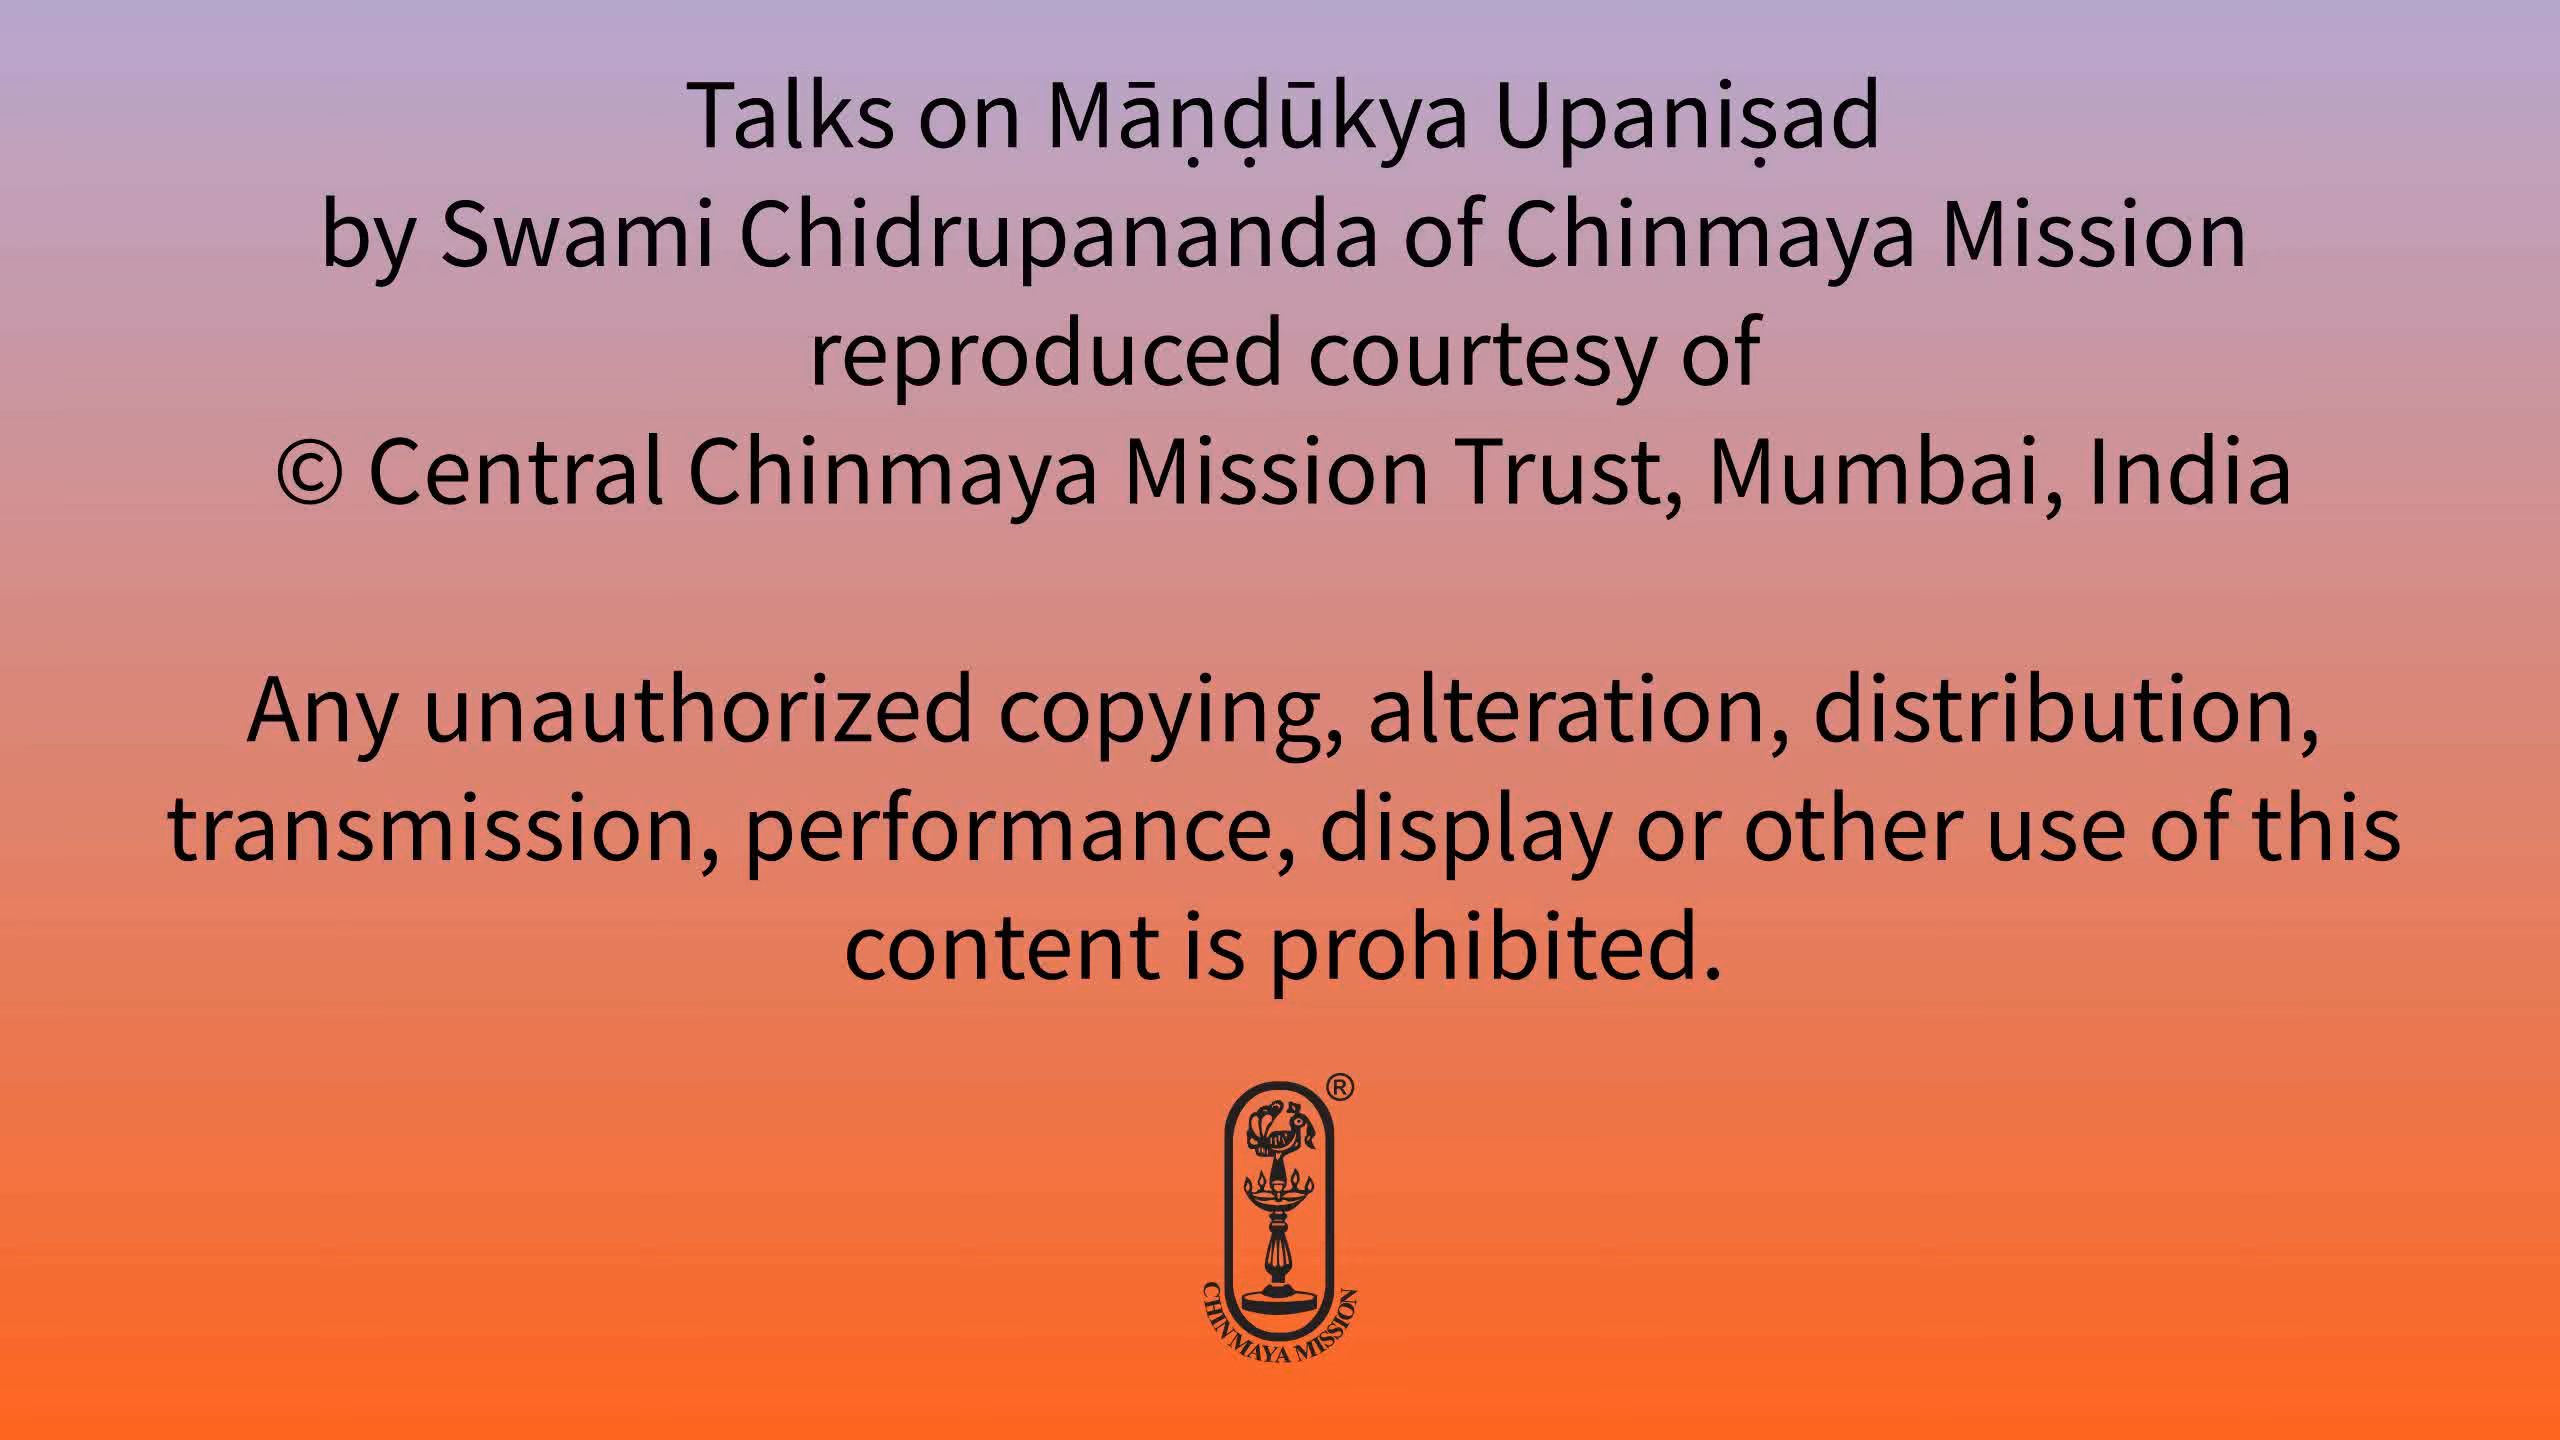 Talks on Māṇḍūkya Upaniṣad
by Swami Chidrupananda of Chinmaya Mission
reproduced courtesy of
© Central Chinmaya Mission Trust, Mumbai, India
Any unauthorized copying, alteration, distribution,
transmission, performance, display or other use of this
content is prohibited.
®
CHINMAYA MISSION